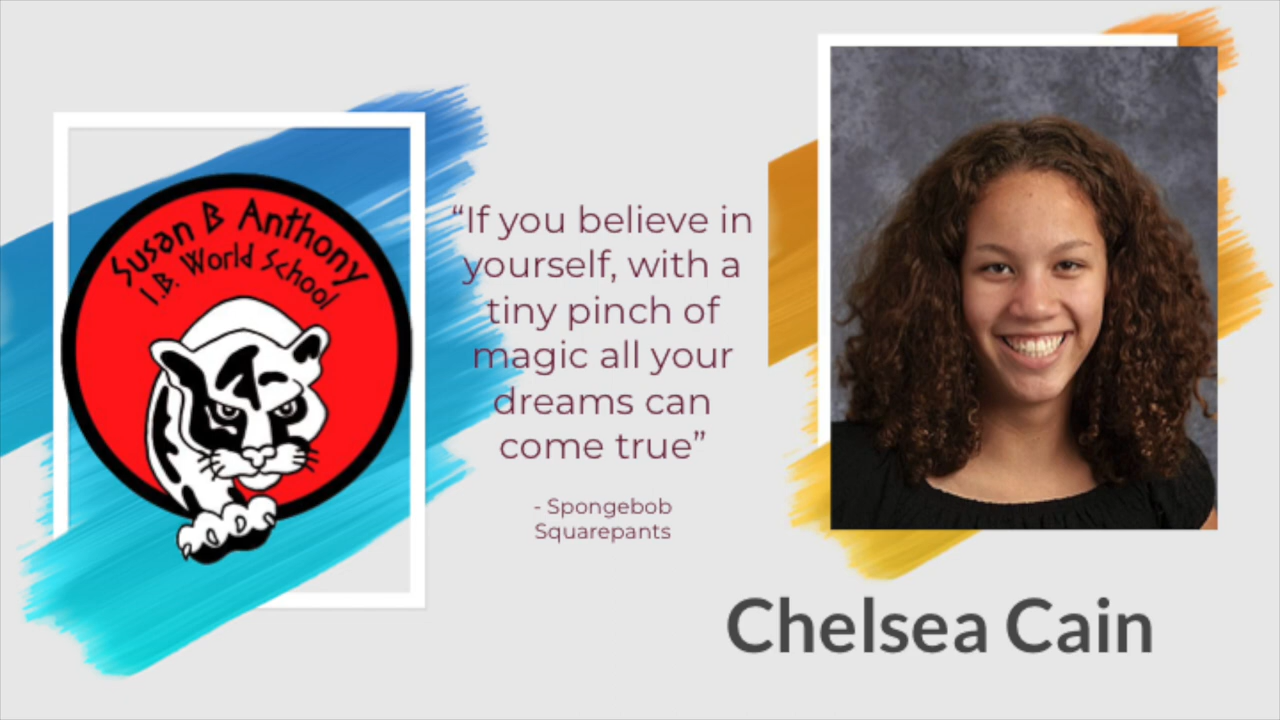 Susan B Anthony
I.B. World School
“If you believe in
yourself, with a
tiny pinch of
magic all your
dreams can
come true”
- Spongebob
Squarepants
Chelsea Cain